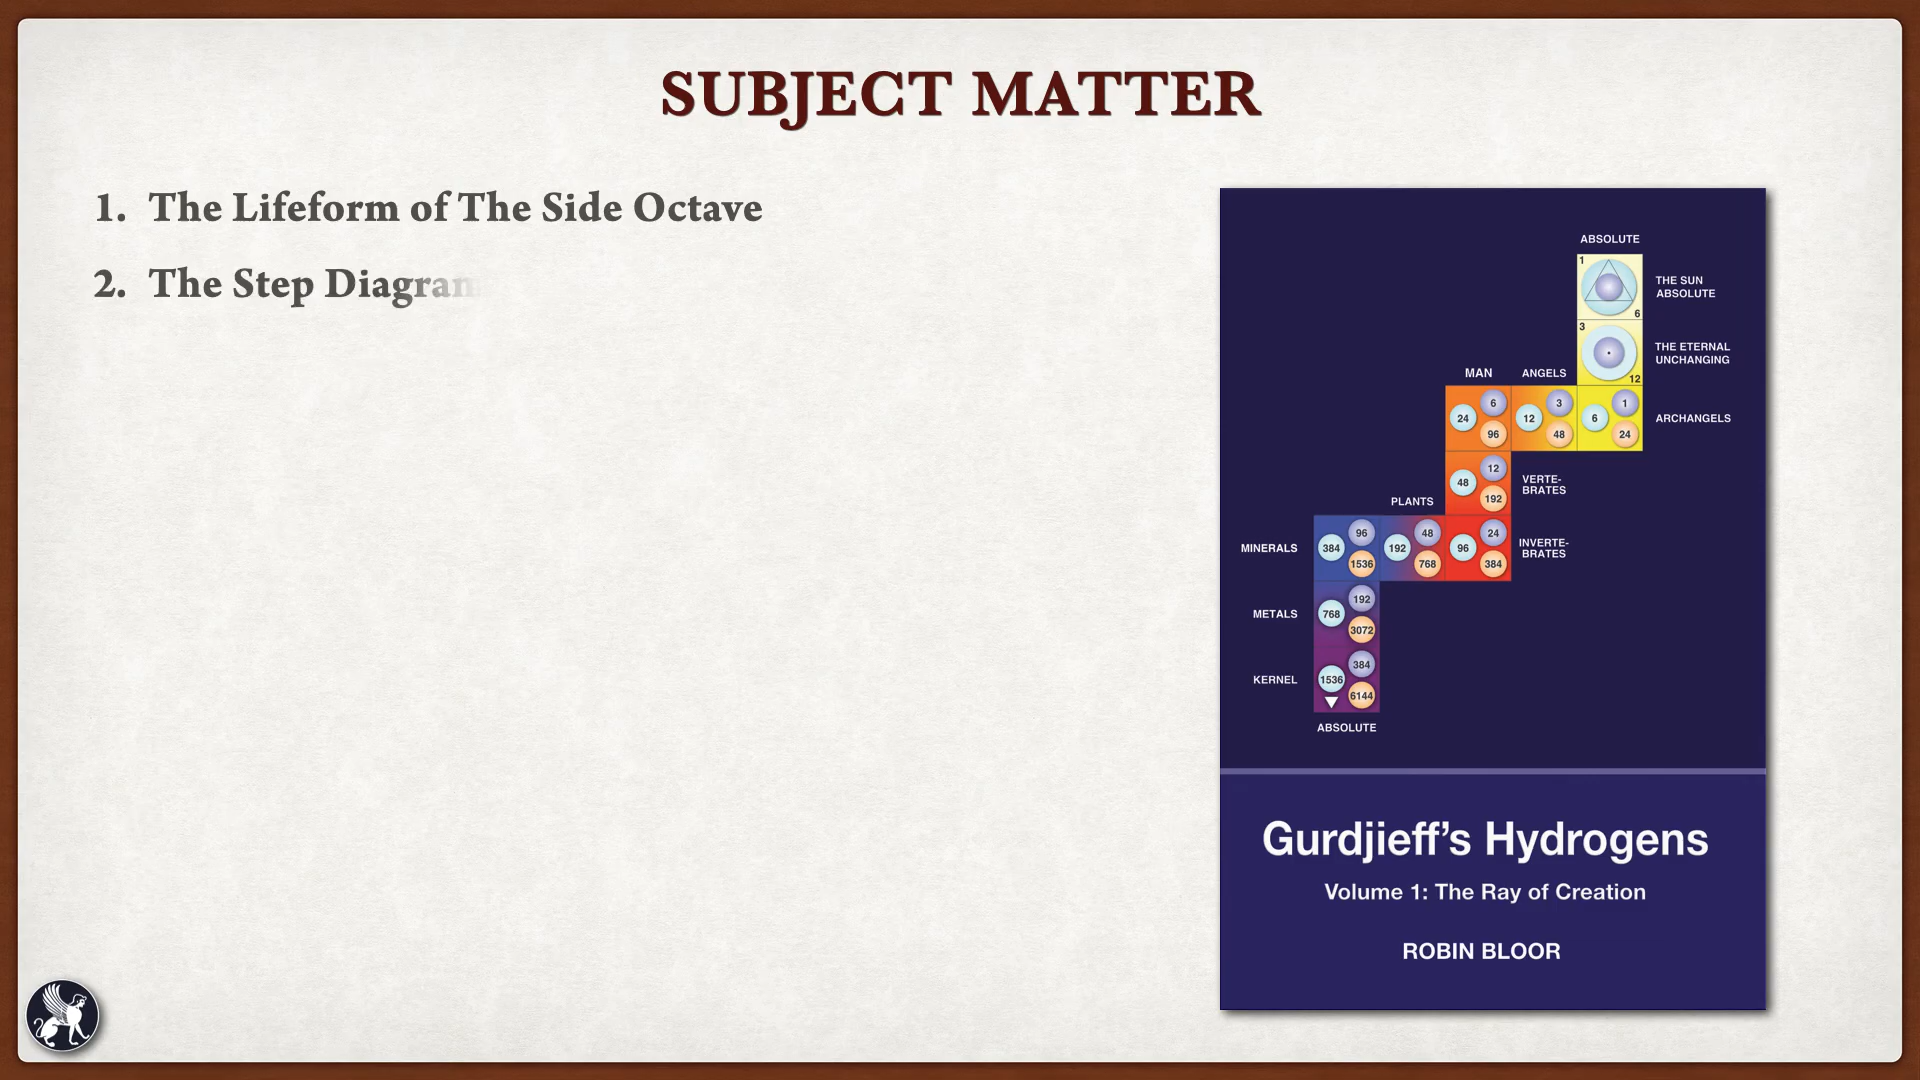 SUBJECT MATTER
1. The Lifeform of The Side Octave
2. The Step Diagram
ABSOLUTE
1
6
THE SUN
ABSOLUTE
3
12
THE ETERNAL
UNCHANGING
MAN
ANGELS
24
6
96
12
3
48
6
1
24
ARCHANGELS
48
12
192
VERTE-
BRATES
PLANTS
MINERALS
384
96
1536
192
48
768
96
24
384
INVERTE-
BRATES
METALS
768
192
3072
KERNEL
1536
384
6144
ABSOLUTE
Gurdjieff’s Hydrogens
Volume 1: The Ray of Creation
ROBIN BLOOR